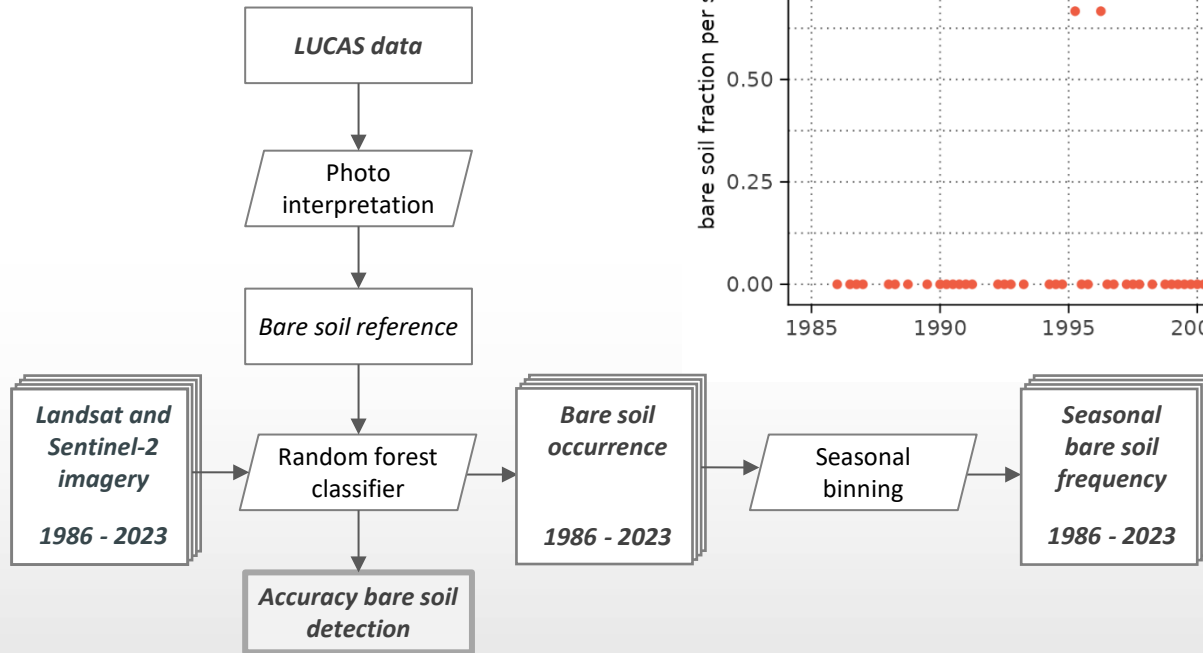 LUCAS data
Photo
interpretation
Bare soil reference
Landsat and
Sentinel-2
imagery
1986 - 2023
Random forest
classifier
Bare soil
occurrence
1986 - 2023
Seasonal
binning
Seasonal
bare soil
frequency
1986 - 2023
Accuracy bare soil
detection
bare soil fraction per
0.50
0.25
0.00
1985
1990
1995